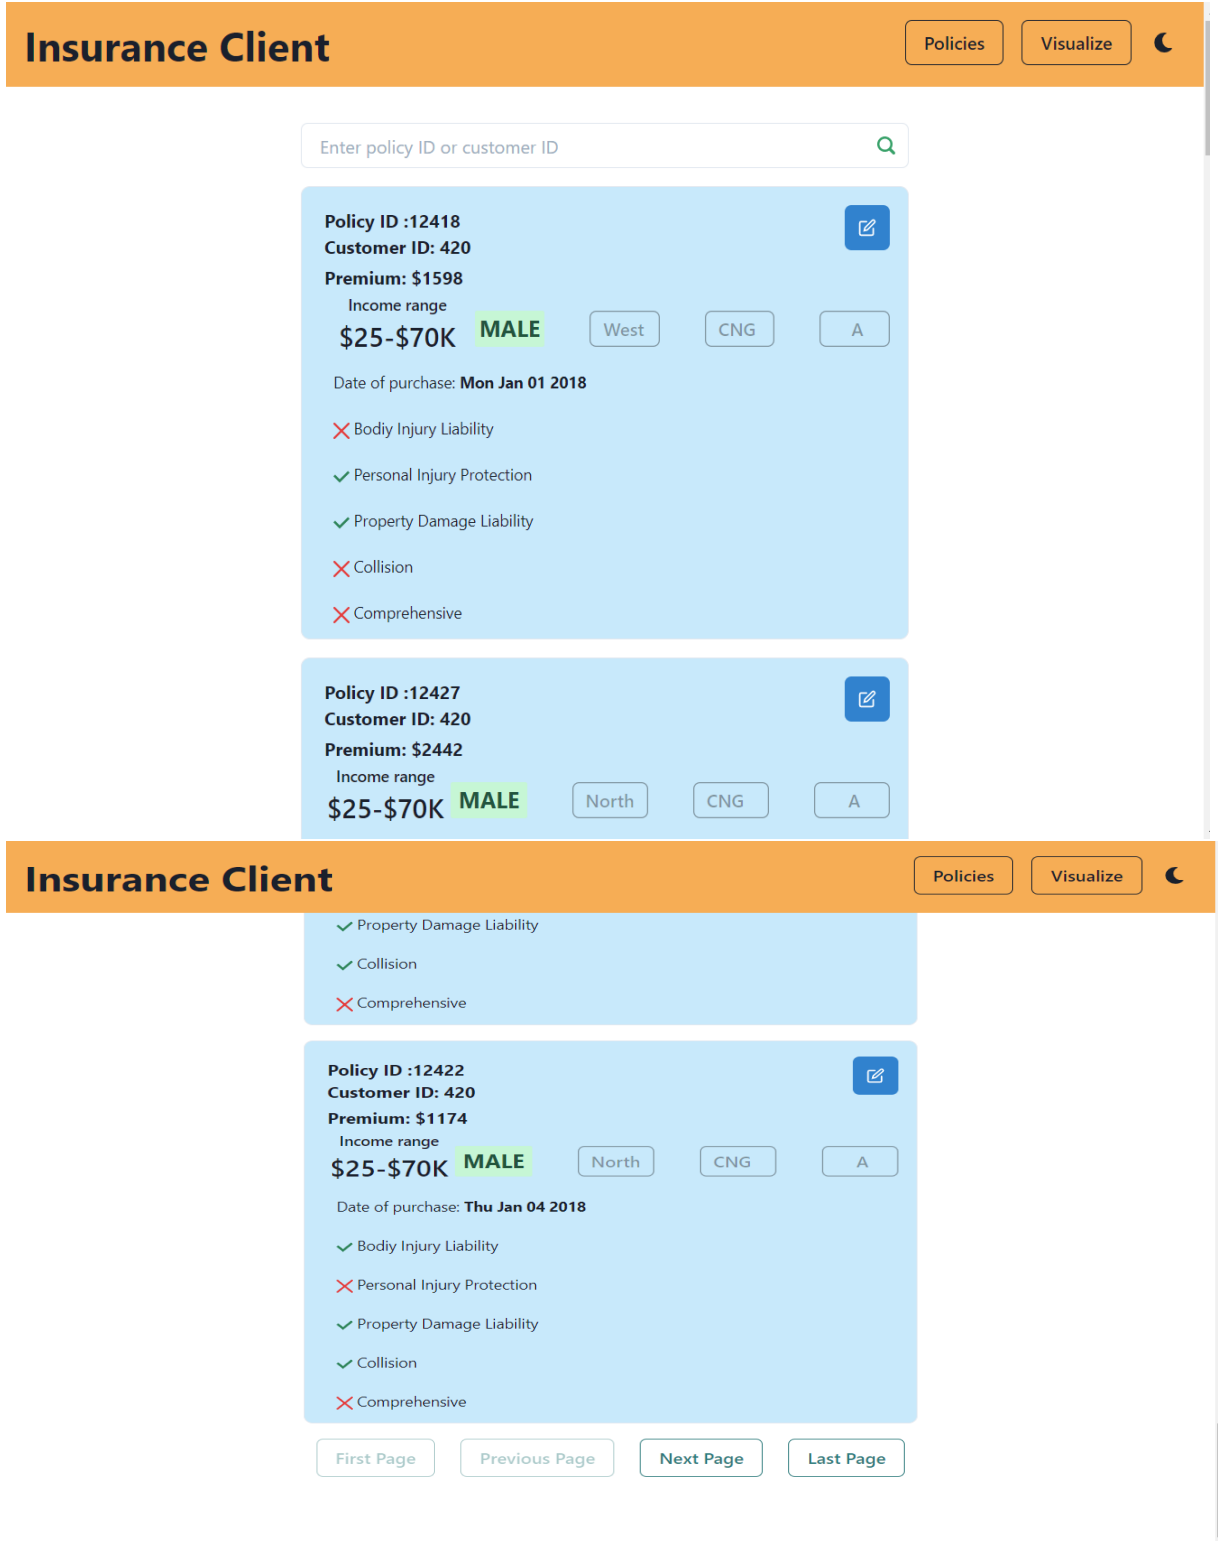 Insurance Client Policies Visualize
Enter policy ID or customer ID
Policy ID :12418
Customer ID: 420
Premium: $1598
Income range
$25-$70K MALE West CNG A
Date of purchase: Mon Jan 01 2018
Bodiy Injury Liability
Personal Injury Protection
Property Damage Liability
Collision
Comprehensive
Policy ID :12427
Customer ID: 420
Premium: $2442
Income range
$25-$70K MALE North CNG A
Insurance Client Policies Visualize
Property Damage Liability
Collision
Comprehensive
Policy ID :12422
Customer ID: 420
Premium: $1174
Income range
$25-$70K MALE North CNG A
Date of purchase: Thu Jan 04 2018
Bodiy Injury Liability
Personal Injury Protection
Property Damage Liability
Collision
Comprehensive
First Page Previous Page Next Page Last Page